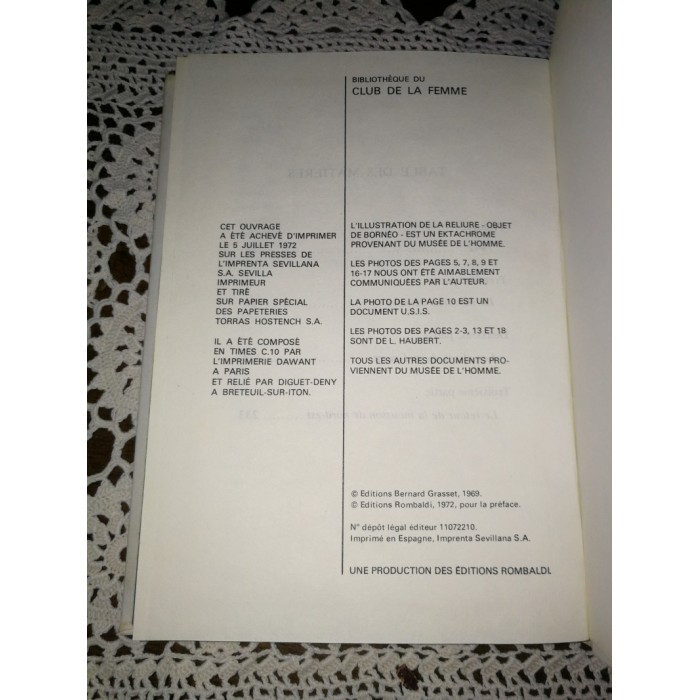 BIBLIOTHÈQUE DU
CLUB DE LA FEMME
CET OUVRAGE
A ÉTÉ ACHEVÈ D'IMPRIMER
LE 5 JUILLET 1972
SUR LES PRESSES DE
L'IMPRENTA SEVILLANA
S.A. SEVILLA
IMPRIMEUR
ET TIRÈ
SUR PAPIER SPÉCIAL
DES PAPETERIES
TORRAS HOSTENCH S.A.
IL A ÉTÉ COMPOSÈ
EN TIMES C.10 PAR
L'IMPRIMERIE DAWANT
A PARIS
ET RELIÉ PAR DIGUET-DENY
A BRETEUIL-SUR-ITON.
L'ILLUSTRATION DE LA RELIURE - OBJET
DE BORNÉO - EST UN EKTACHROME
PROVENANT DU MUSÉE DE L'HOMME.
LES PHOTOS DES PAGES 5, 7, 8, 9 ET
16-17 NOUS ONT ÉTÉ AIMABLEMENT
COMMUNIQUÉES PAR L'AUTEUR.
LA PHOTO DE LA PAGE 10 EST UN
DOCUMENT U.S.I.S.
LES PHOTOS DES PAGES 2-3, 13 ET 18
SONT DE L. HAUBERT.
TOUS LES AUTRES DOCUMENTS PRO-
VIENNENT DU MUSÉE DE L'HOMME.
© Editions Bernard Grasset, 1969.
© Editions Rombaldi, 1972, pour la préface.
N° dépôt légal éditeur 11072210.
Imprimé en Espagne, Imprenta Sevillana S.A.
UNE PRODUCTION DES ÉDITIONS ROMBALDI.